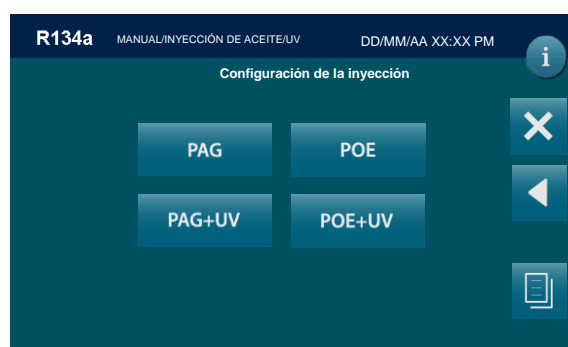 R134a MANUAL/INYECCIÓN DE ACEITE/UV DD/MM/AA XX:XX PM
i
Configuración de la inyección
PAG POE
PAG+UV POE+UV